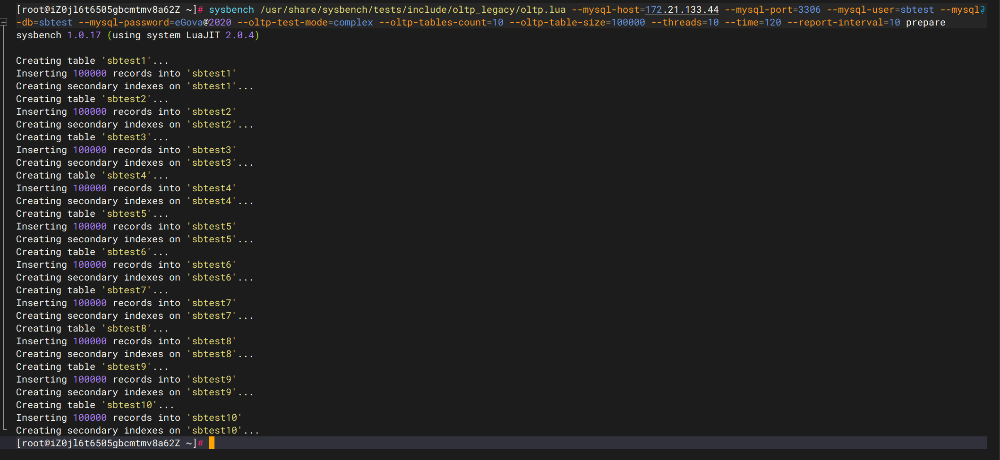 [root@iZ0jl6t6505gbcmtmv8a62Z ~]# sysbench /usr/share/sysbench/tests/include/oltp_legacy/oltp.lua --mysql-host=172.21.133.44 --mysql-port=3306 --mysql-user=sbtest --mysql
-db=sbtest --mysql-password=eGova@2020 --oltp-test-mode=complex --oltp-tables-count=10 --oltp-table-size=100000 --threads=10 --time=120 --report-interval=10 prepare
sysbench 1.0.17 (using system LuaJIT 2.0.4)
Creating table 'sbtest1'...
Inserting 100000 records into 'sbtest1'
Creating secondary indexes on 'sbtest1'...
Creating table 'sbtest2'...
Inserting 100000 records into 'sbtest2'
Creating secondary indexes on 'sbtest2'...
Creating table 'sbtest3'...
Inserting 100000 records into 'sbtest3'
Creating secondary indexes on 'sbtest3'...
Creating table 'sbtest4'...
Inserting 100000 records into 'sbtest4'
Creating secondary indexes on 'sbtest4'...
Creating table 'sbtest5'...
Inserting 100000 records into 'sbtest5'
Creating secondary indexes on 'sbtest5'...
Creating table 'sbtest6'...
Inserting 100000 records into 'sbtest6'
Creating secondary indexes on 'sbtest6'...
Creating table 'sbtest7'...
Inserting 100000 records into 'sbtest7'
Creating secondary indexes on 'sbtest7'...
Creating table 'sbtest8'...
Inserting 100000 records into 'sbtest8'
Creating secondary indexes on 'sbtest8'...
Creating table 'sbtest9'...
Inserting 100000 records into 'sbtest9'
Creating secondary indexes on 'sbtest9'...
Creating table 'sbtest10'...
Inserting 100000 records into 'sbtest10'
Creating secondary indexes on 'sbtest10'...
[root@iZ0jl6t6505gbcmtmv8a62Z ~]#